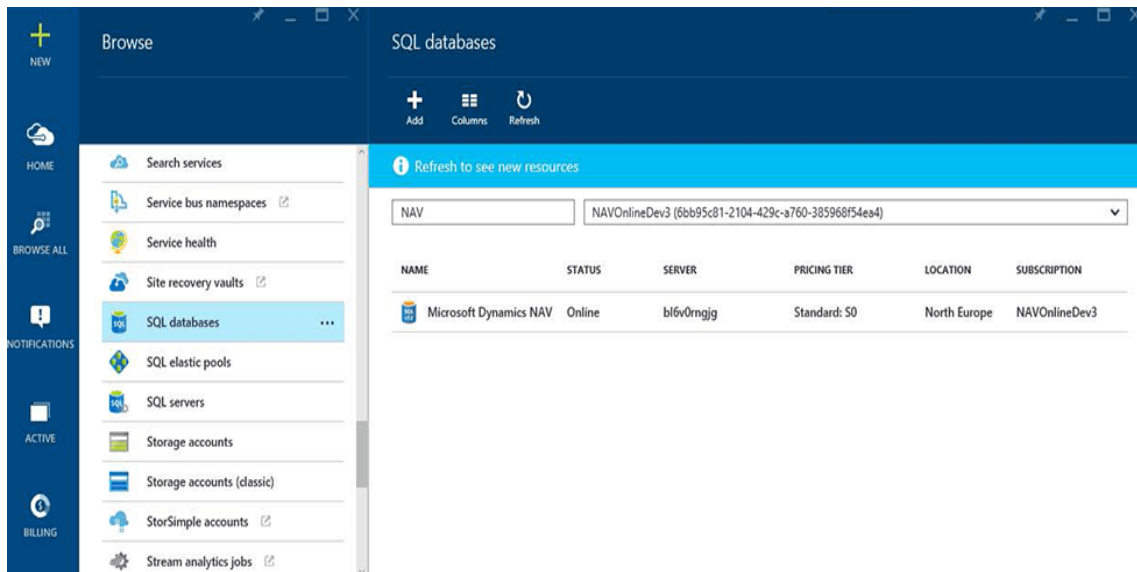 NEW
HOME
BROWSE ALL
NOTIFICATIONS
ACTIVE
BILLING
Browse
Search services
Service bus namespaces
Service health
Site recovery vaults
SQL databases
SQL elastic pools
SQL servers
Storage accounts
Storage accounts (classic)
StorSimple accounts
Stream analytics jobs
SQL databases
Add Columns Refresh
Refresh to see new resources
NAV NAVOnlineDev3 (6bb95c81-2104-429c-a760-385968f54ea4)
NAME STATUS SERVER PRICING TIER LOCATION SUBSCRIPTION
Microsoft Dynamics NAV Online bl6v0rngjg Standard: S0 North Europe NAVOnlineDev3